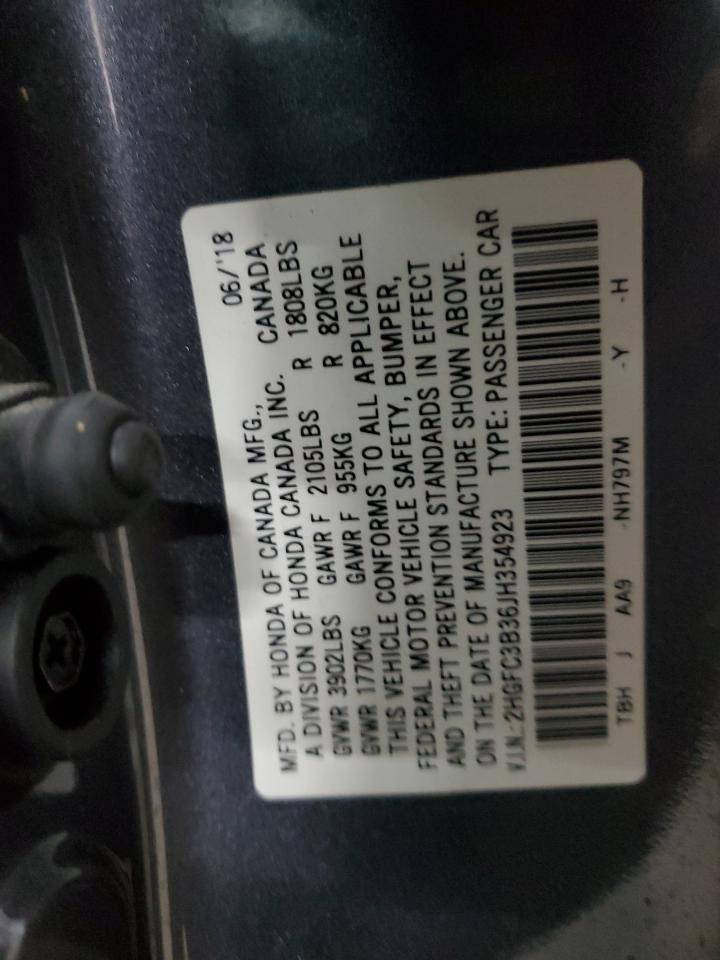 06/'18
MFD. BY HONDA OF CANADA MFG.,
A DIVISION OF HONDA CANADA INC. CANADA
GVWR 3902LBS GAWR F 2105LBS R 1808LBS
GVWR 1770KG GAWR F 955KG R 820KG
THIS VEHICLE CONFORMS TO ALL APPLICABLE
FEDERAL MOTOR VEHICLE SAFETY, BUMPER,
AND THEFT PREVENTION STANDARDS IN EFFECT
ON THE DATE OF MANUFACTURE SHOWN ABOVE.
V.I.N.:2HGFC3B36JH354923 TYPE: PASSENGER CAR
TBH J AA9 -NH797M -Y -H